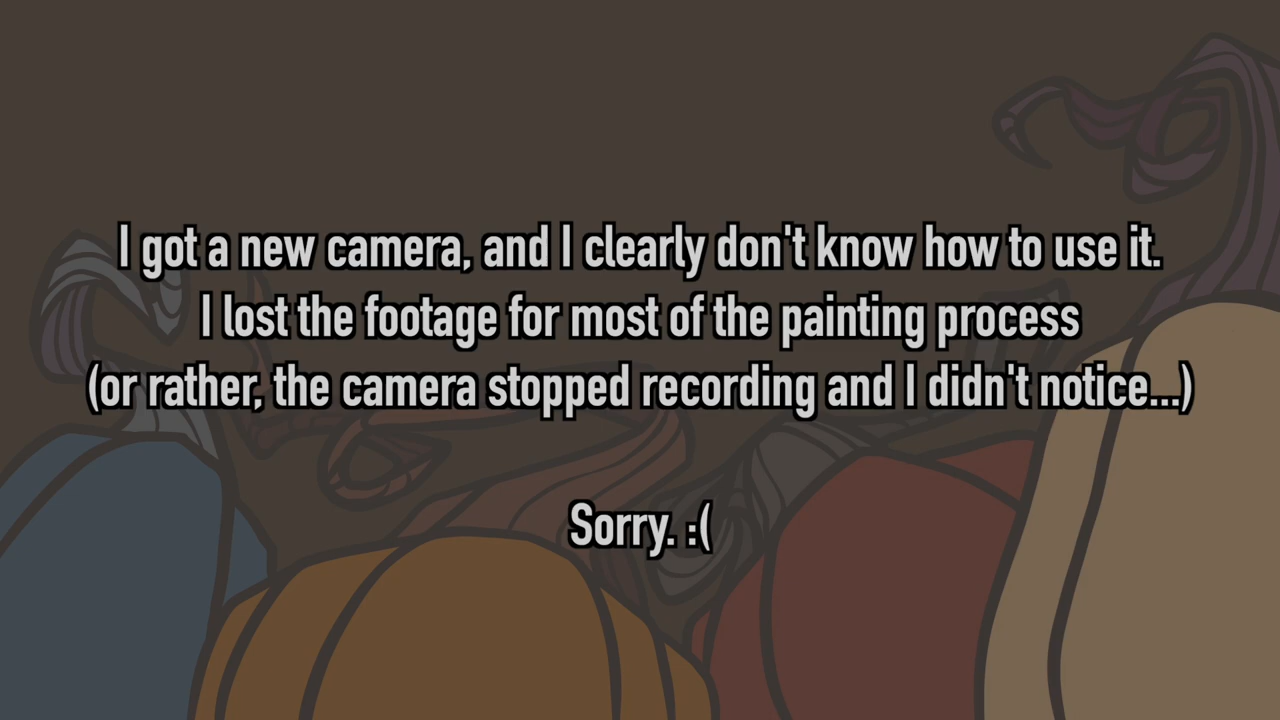 I got a new camera, and I clearly don't know how to use it.
I lost the footage for most of the painting process
(or rather, the camera stopped recording and I didn't notice...)
Sorry. :(